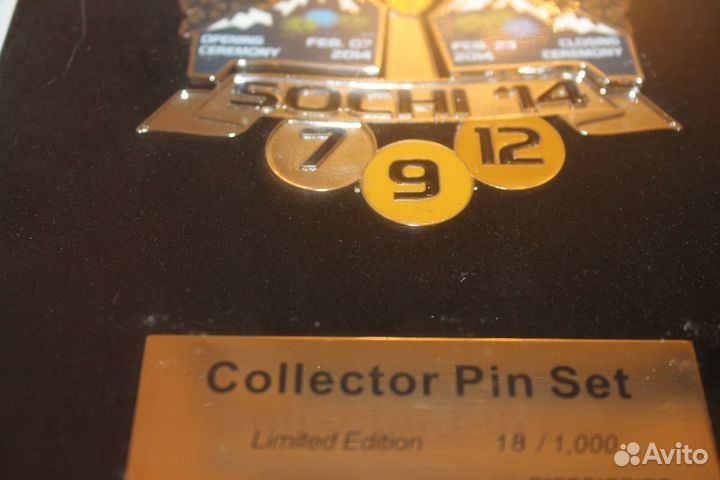 OPENING CEREMONY
FEB. 07 2014
FEB. 23 2014
CLOSING CEREMONY
SOCHI '14
7
9
12
Collector Pin Set
Limited Edition 18 / 1,000
Avito